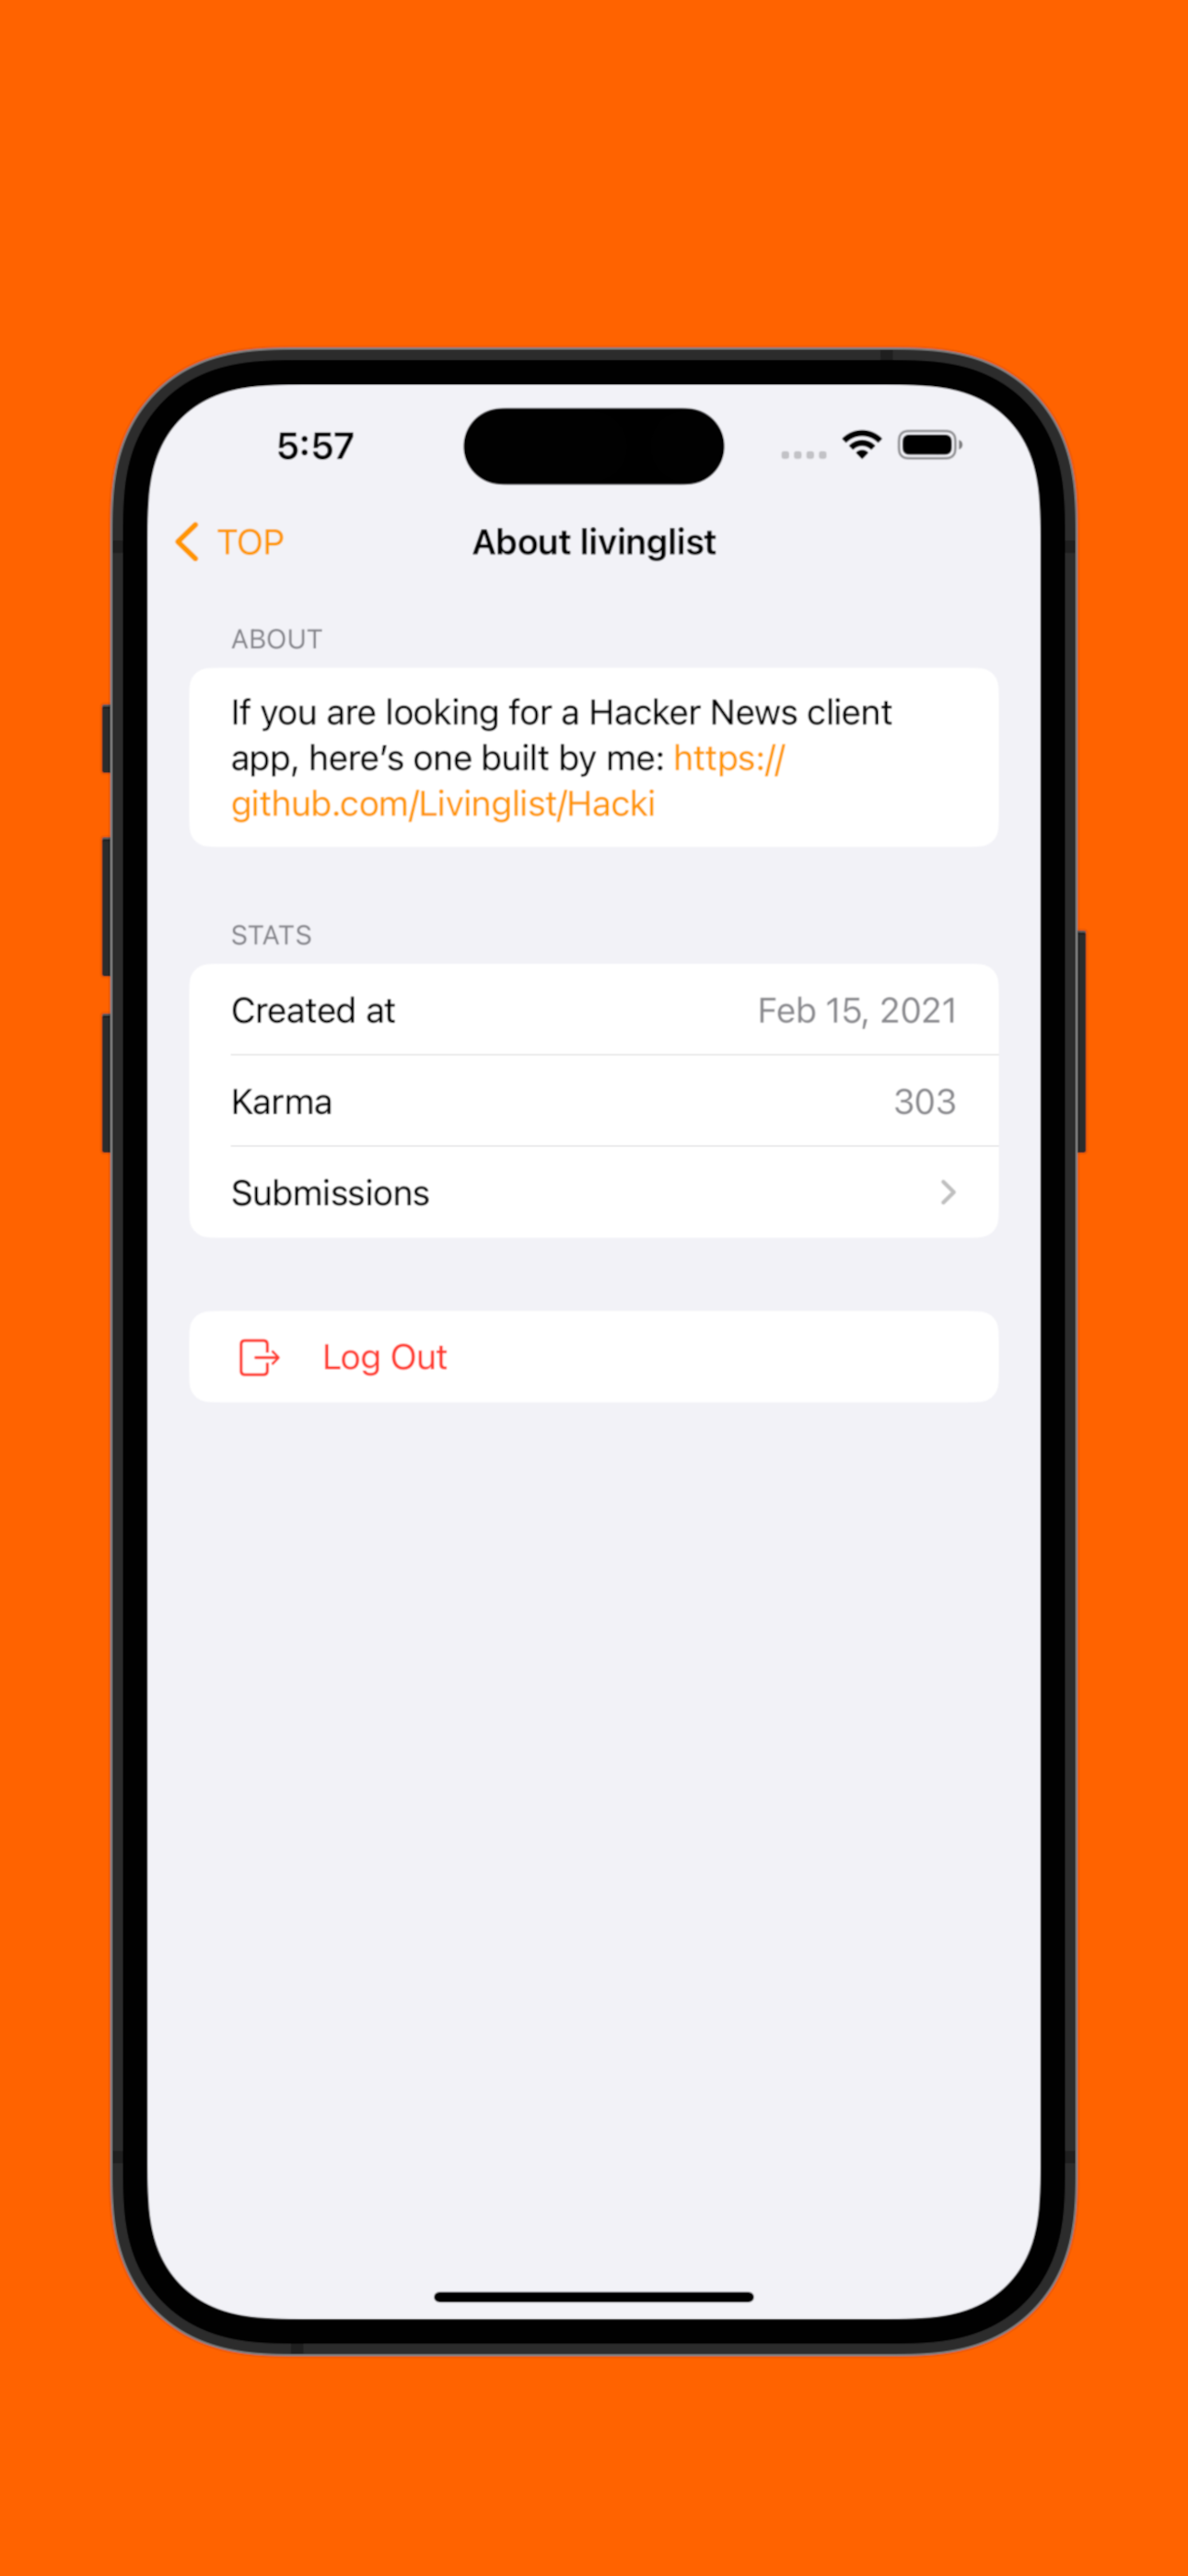 5:57
TOP
About livinglist
ABOUT
If you are looking for a Hacker News client
app, here’s one built by me: https://
github.com/Livinglist/Hacki
STATS
Created at Feb 15, 2021
Karma 303
Submissions
Log Out